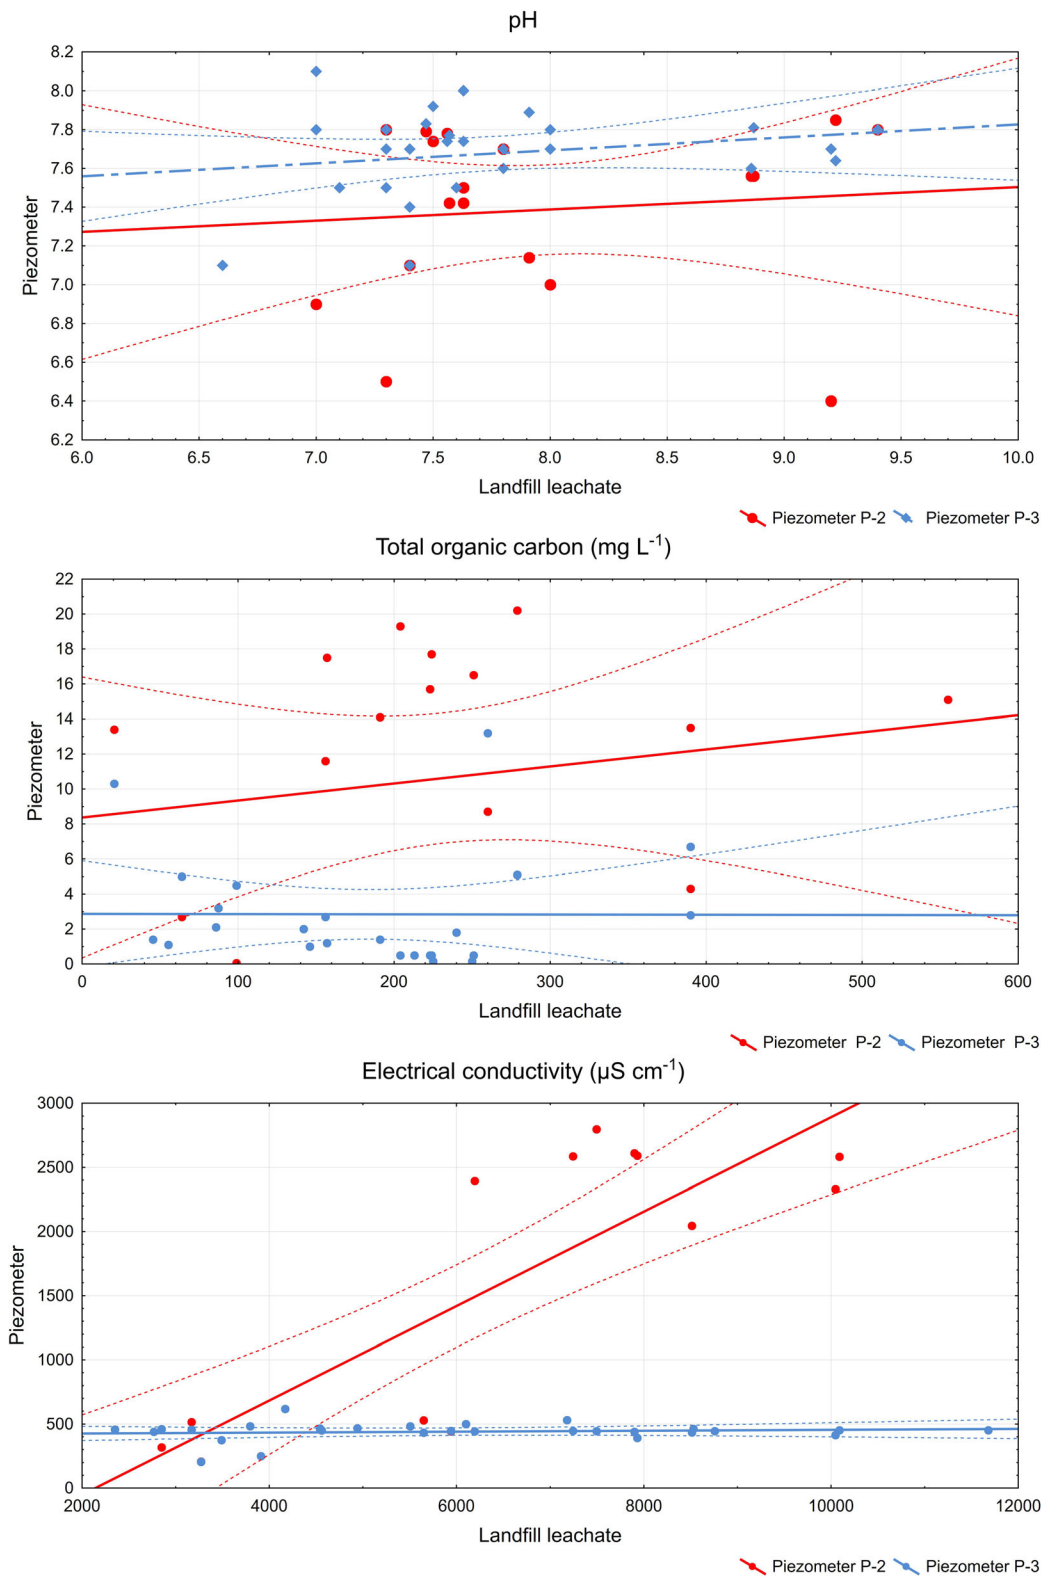 pH
8.2
8.0
7.8
7.6
7.4
7.2
7.0
6.8
6.6
6.4
6.2
Piezometer
6.0 6.5 7.0 7.5 8.0 8.5 9.0 9.5 10.0
Landfill leachate
Piezometer P-2 Piezometer P-3
Total organic carbon (mg L⁻¹)
22
20
18
16
14
12
10
8
6
4
2
0
Piezometer
0 100 200 300 400 500 600
Landfill leachate
Piezometer P-2 Piezometer P-3
Electrical conductivity (µS cm⁻¹)
3000
2500
2000
1500
1000
500
0
Piezometer
2000 4000 6000 8000 10000 12000
Landfill leachate
Piezometer P-2 Piezometer P-3